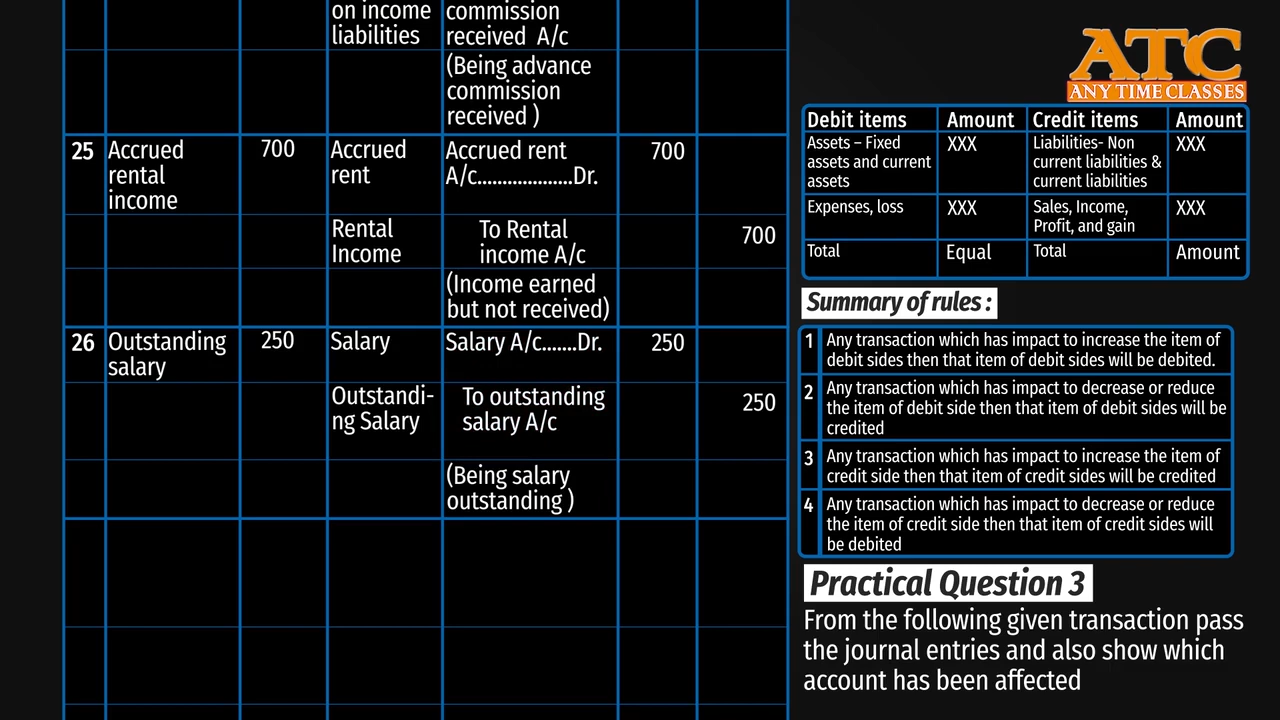 on income
liabilities
commission
received A/c
(Being advance
commission
received )
25
Accrued
rental
income
700
Accrued
rent
Accrued rent
A/c...................Dr.
700
Rental
Income
To Rental
income A/c
700
(Income earned
but not received)
26
Outstanding
salary
250
Salary
Salary A/c.......Dr.
250
Outstandi-
ng Salary
To outstanding
salary A/c
250
(Being salary
outstanding )
ATC
ANY TIME CLASSES
Debit items
Amount
Credit items
Amount
Assets – Fixed
assets and current
assets
XXX
Liabilities- Non
current liabilities &
current liabilities
XXX
Expenses, loss
XXX
Sales, Income,
Profit, and gain
XXX
Total
Equal
Total
Amount
Summary of rules :
1
Any transaction which has impact to increase the item of
debit sides then that item of debit sides will be debited.
2
Any transaction which has impact to decrease or reduce
the item of debit side then that item of debit sides will be
credited
3
Any transaction which has impact to increase the item of
credit side then that item of credit sides will be credited
4
Any transaction which has impact to decrease or reduce
the item of credit side then that item of credit sides will
be debited
Practical Question 3
From the following given transaction pass
the journal entries and also show which
account has been affected